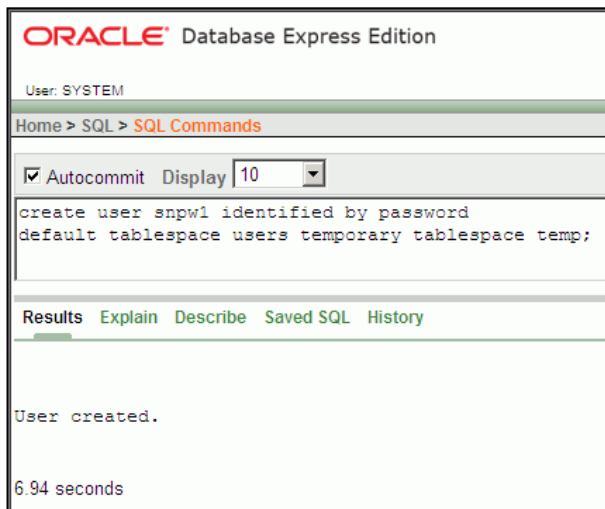 ORACLE Database Express Edition
User: SYSTEM
Home > SQL > SQL Commands
Autocommit Display 10
create user snpw1 identified by password
default tablespace users temporary tablespace temp;
Results Explain Describe Saved SQL History
User created.
6.94 seconds